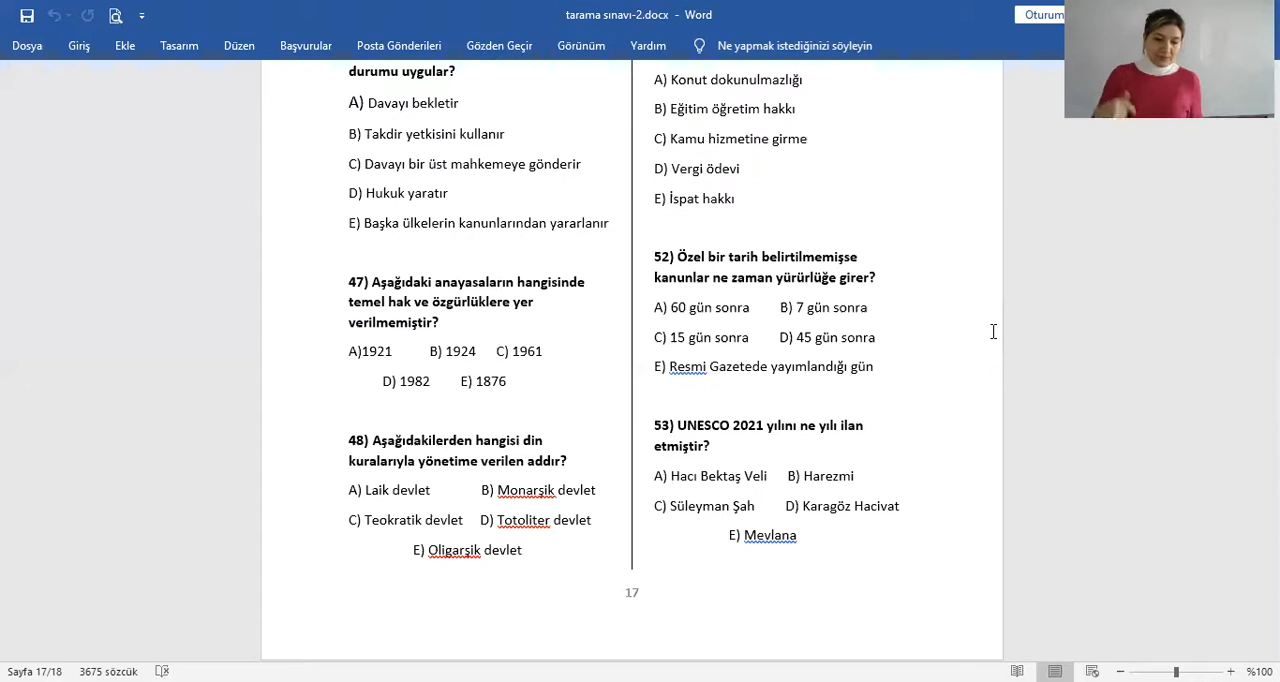 tarama sınavı-2.docx - Word
Oturum
Dosya Giriş Ekle Tasarım Düzen Başvurular Posta Gönderileri Gözden Geçir Görünüm Yardım Ne yapmak istediğinizi söyleyin
durumu uygular?
A) Davayı bekletir
B) Takdir yetkisini kullanır
C) Davayı bir üst mahkemeye gönderir
D) Hukuk yaratır
E) Başka ülkelerin kanunlarından yararlanır
47) Aşağıdaki anayasaların hangisinde
temel hak ve özgürlüklere yer
verilmemiştir?
A)1921 B) 1924 C) 1961
D) 1982 E) 1876
48) Aşağıdakilerden hangisi din
kuralarıyla yönetime verilen addır?
A) Laik devlet B) Monarşik devlet
C) Teokratik devlet D) Totoliter devlet
E) Oligarşik devlet
A) Konut dokunulmazlığı
B) Eğitim öğretim hakkı
C) Kamu hizmetine girme
D) Vergi ödevi
E) İspat hakkı
52) Özel bir tarih belirtilmemişse
kanunlar ne zaman yürürlüğe girer?
A) 60 gün sonra B) 7 gün sonra
C) 15 gün sonra D) 45 gün sonra
E) Resmi Gazetede yayımlandığı gün
53) UNESCO 2021 yılını ne yılı ilan
etmiştir?
A) Hacı Bektaş Veli B) Harezmi
C) Süleyman Şah D) Karagöz Hacivat
E) Mevlana
17
Sayfa 17/18 3675 sözcük
%100